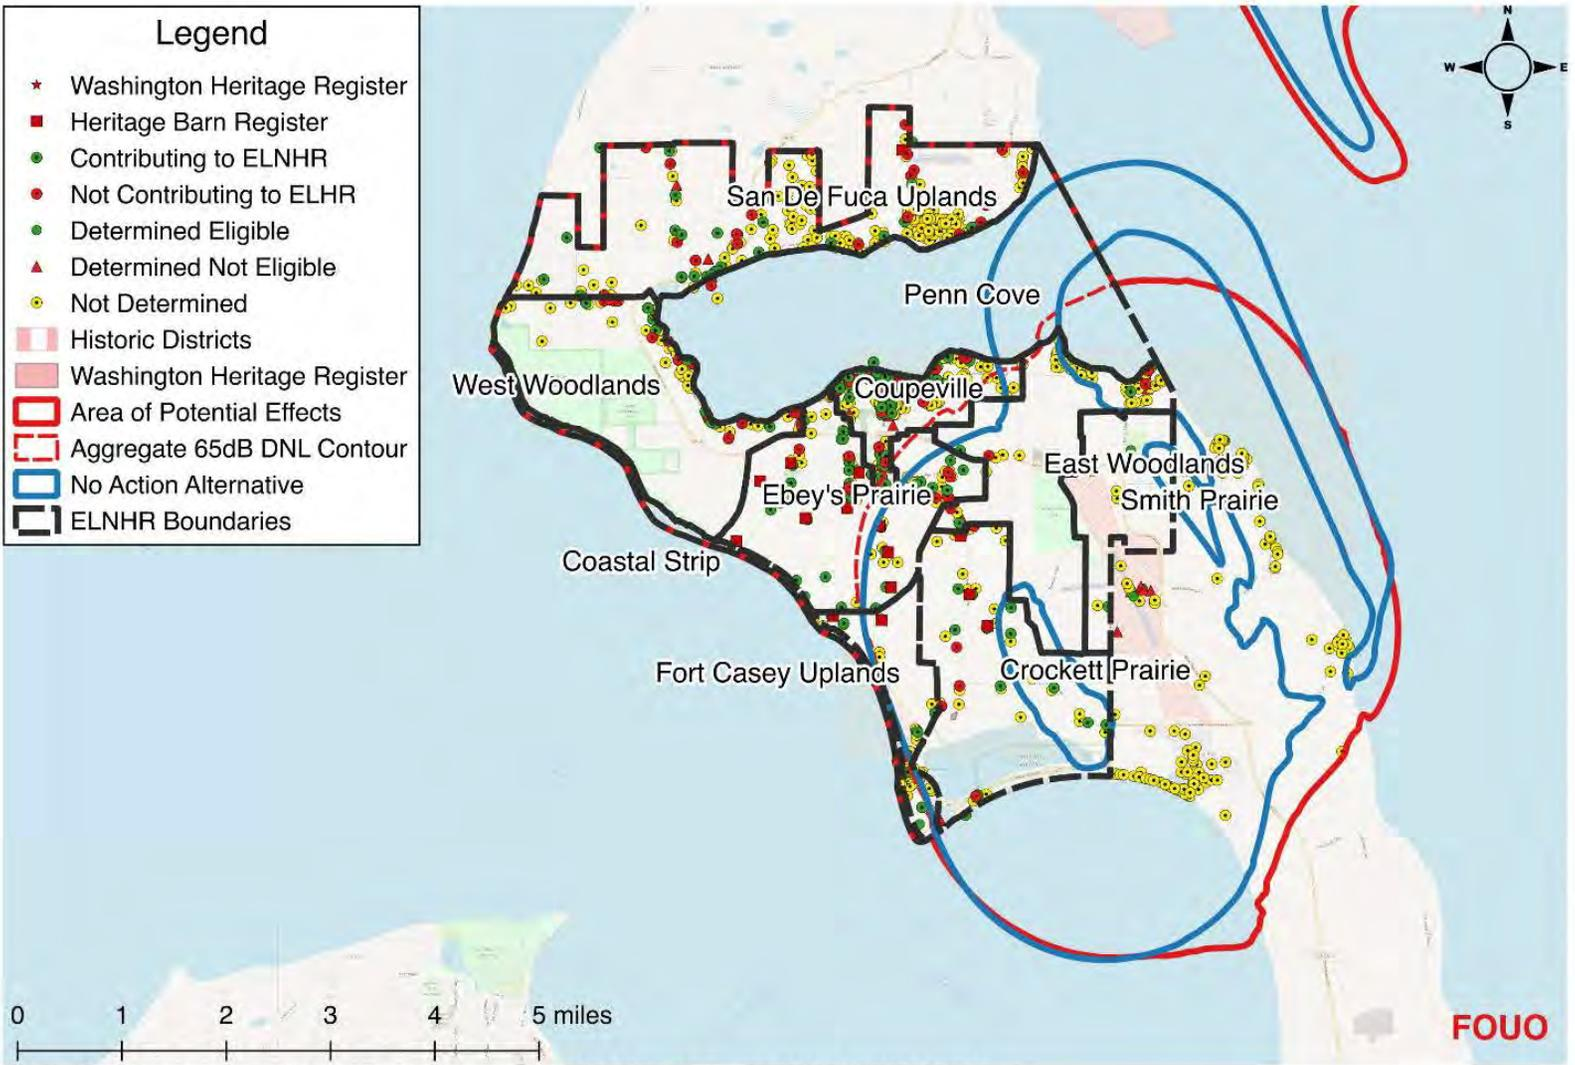 Legend
Washington Heritage Register
Heritage Barn Register
Contributing to ELNHR
Not Contributing to ELHR
Determined Eligible
Determined Not Eligible
Not Determined
Historic Districts
Washington Heritage Register
Area of Potential Effects
Aggregate 65dB DNL Contour
No Action Alternative
ELNHR Boundaries
N
W E
S
San De Fuca Uplands
Penn Cove
West Woodlands
Coupeville
East Woodlands
Ebey's Prairie
Smith Prairie
Coastal Strip
Fort Casey Uplands
Crockett Prairie
0 1 2 3 4 5 miles
FOUO